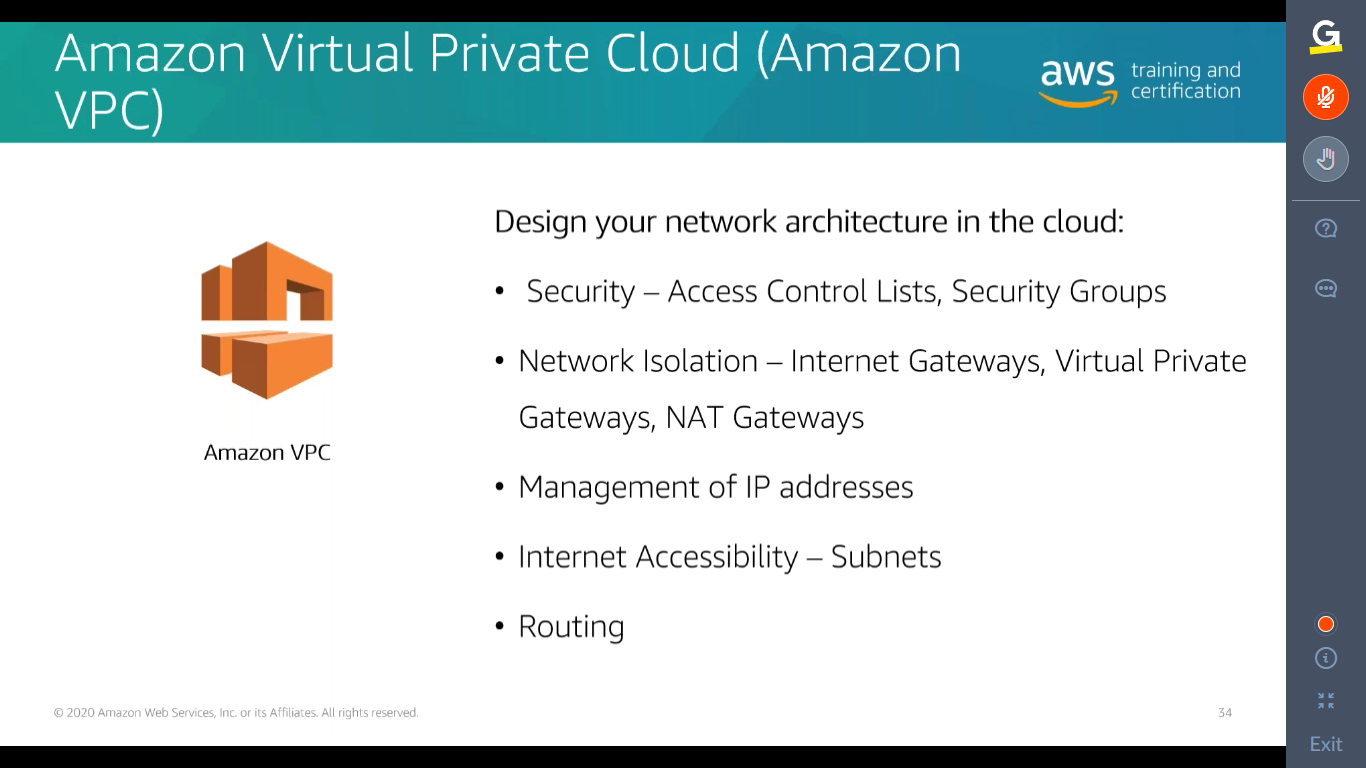 Amazon Virtual Private Cloud (Amazon
VPC)
aws training and
certification
Design your network architecture in the cloud:
• Security – Access Control Lists, Security Groups
• Network Isolation – Internet Gateways, Virtual Private
Gateways, NAT Gateways
• Management of IP addresses
• Internet Accessibility – Subnets
• Routing
Amazon VPC
© 2020 Amazon Web Services, Inc. or its Affiliates. All rights reserved.
34
G
Exit